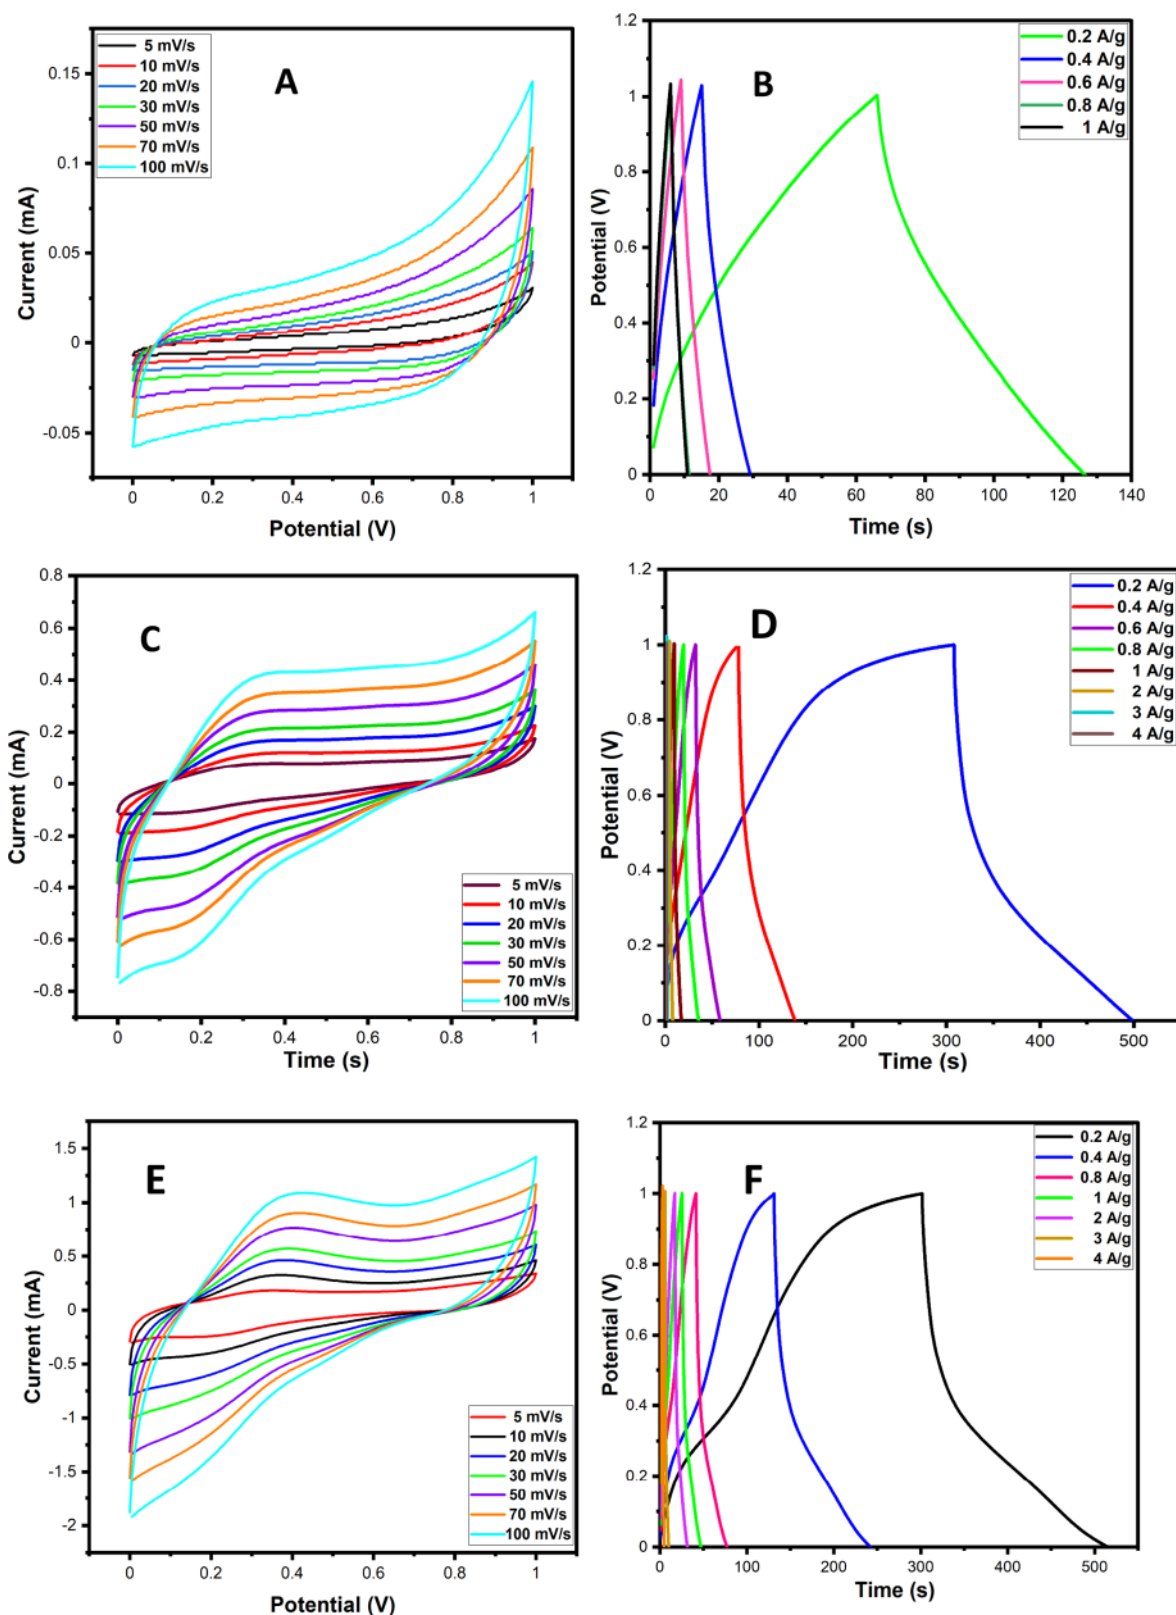 A
5 mV/s
10 mV/s
20 mV/s
30 mV/s
50 mV/s
70 mV/s
100 mV/s
0.15
0.1
0.05
0
-0.05
Current (mA)
0 0.2 0.4 0.6 0.8 1
Potential (V)
B
0.2 A/g
0.4 A/g
0.6 A/g
0.8 A/g
1 A/g
1.2
1.0
0.8
0.6
0.4
0.2
0
Potential (V)
0 20 40 60 80 100 120 140
Time (s)
C
0.8
0.6
0.4
0.2
0
-0.2
-0.4
-0.6
-0.8
Current (mA)
5 mV/s
10 mV/s
20 mV/s
30 mV/s
50 mV/s
70 mV/s
100 mV/s
0 0.2 0.4 0.6 0.8 1
Time (s)
D
0.2 A/g
0.4 A/g
0.6 A/g
0.8 A/g
1 A/g
2 A/g
3 A/g
4 A/g
1.2
1
0.8
0.6
0.4
0.2
0
Potential (V)
0 100 200 300 400 500
Time (s)
E
1.5
1
0.5
0
-0.5
-1
-1.5
-2
Current (mA)
5 mV/s
10 mV/s
20 mV/s
30 mV/s
50 mV/s
70 mV/s
100 mV/s
0 0.2 0.4 0.6 0.8 1
Potential (V)
F
0.2 A/g
0.4 A/g
0.8 A/g
1 A/g
2 A/g
3 A/g
4 A/g
1.2
1
0.8
0.6
0.4
0.2
0
Potential (V)
0 100 200 300 400 500
Time (s)